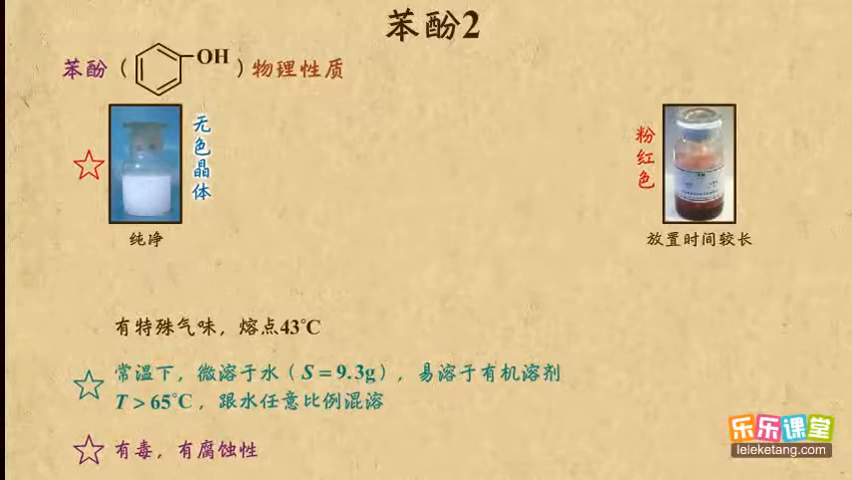 苯酚2
苯酚（ OH ）物理性质
无色晶体
粉红色
纯净
放置时间较长
有特殊气味，熔点43℃
常温下，微溶于水（S=9.3g），易溶于有机溶剂
T>65℃，跟水任意比例混溶
有毒，有腐蚀性
乐乐课堂
leleketang.com